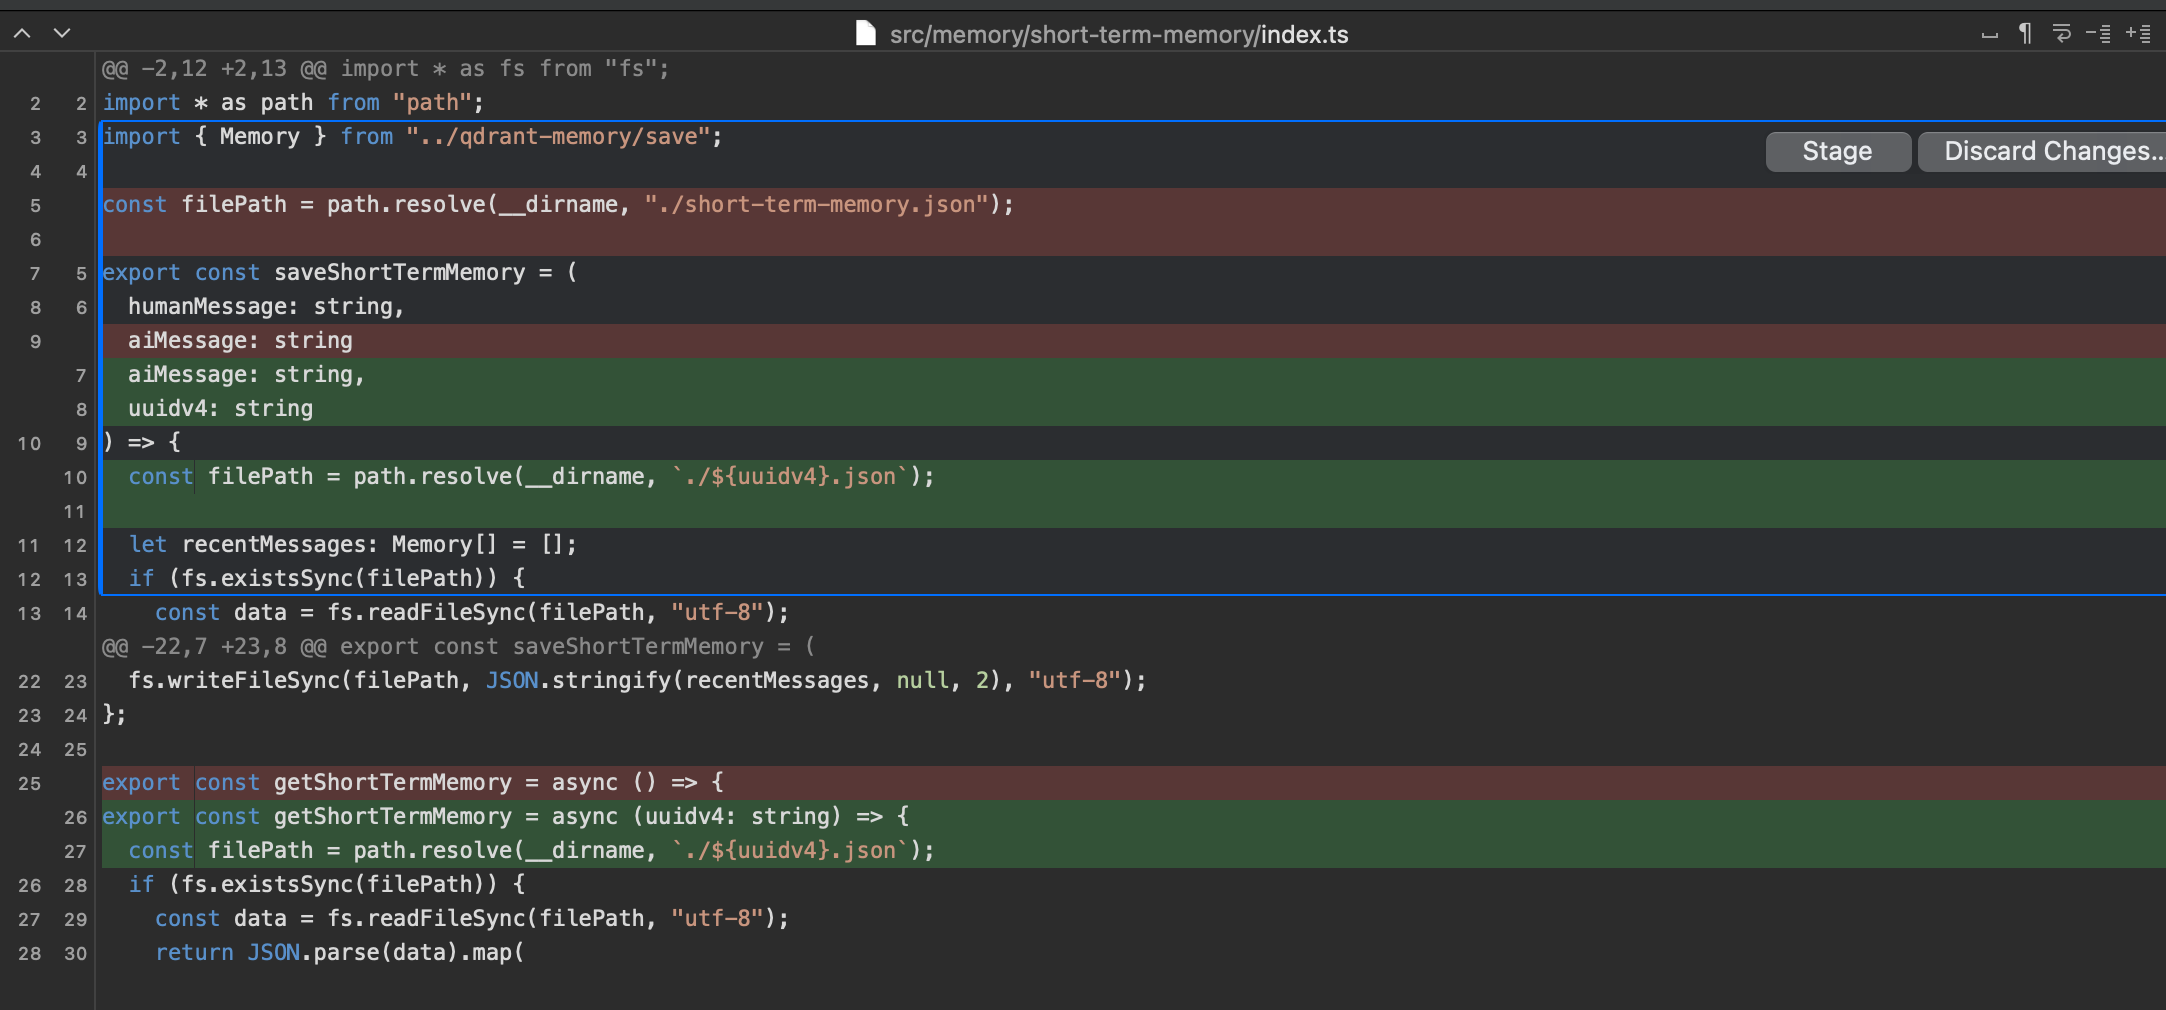 src/memory/short-term-memory/index.ts
@@ -2,12 +2,13 @@ import * as fs from "fs";
2 2 import * as path from "path";
3 3 import { Memory } from "../qdrant-memory/save";
Stage Discard Changes...
4 4
5 const filePath = path.resolve(__dirname, "./short-term-memory.json");
6
7 5 export const saveShortTermMemory = (
8 6   humanMessage: string,
9   aiMessage: string
7   aiMessage: string,
8   uuidv4: string
10 9 ) => {
10   const filePath = path.resolve(__dirname, `./${uuidv4}.json`);
11
11 12   let recentMessages: Memory[] = [];
12 13   if (fs.existsSync(filePath)) {
13 14     const data = fs.readFileSync(filePath, "utf-8");
@@ -22,7 +23,8 @@ export const saveShortTermMemory = (
22 23   fs.writeFileSync(filePath, JSON.stringify(recentMessages, null, 2), "utf-8");
23 24 };
24 25
25 export const getShortTermMemory = async () => {
26 export const getShortTermMemory = async (uuidv4: string) => {
27   const filePath = path.resolve(__dirname, `./${uuidv4}.json`);
26 28   if (fs.existsSync(filePath)) {
27 29     const data = fs.readFileSync(filePath, "utf-8");
28 30     return JSON.parse(data).map(